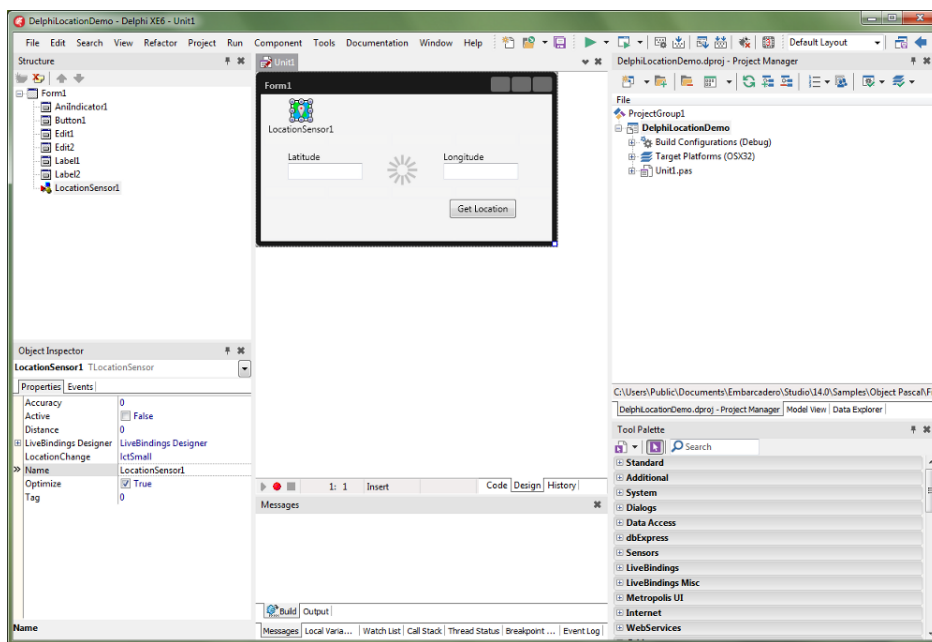 DelphiLocationDemo - Delphi XE6 - Unit1
File Edit Search View Refactor Project Run Component Tools Documentation Window Help Default Layout
Structure
Form1
AniIndicator1
Button1
Edit1
Edit2
Label1
Label2
LocationSensor1
Unit1
Form1
LocationSensor1
Latitude Longitude
Get Location
DelphiLocationDemo.dproj - Project Manager
File
ProjectGroup1
DelphiLocationDemo
Build Configurations (Debug)
Target Platforms (OSX32)
Unit1.pas
Object Inspector
LocationSensor1 TLocationSensor
Properties Events
Accuracy 0
Active False
Distance 0
LiveBindings Designer LiveBindings Designer
LocationChange lctSmall
Name LocationSensor1
Optimize True
Tag 0
Name
1: 1 Insert Code Design History
Messages
Build Output
Messages Local Varia... Watch List Call Stack Thread Status Breakpoint ... Event Log
C:\Users\Public\Documents\Embarcadero\Studio\14.0\Samples\Object Pascal\F
DelphiLocationDemo.dproj - Project Manager Model View Data Explorer
Tool Palette
Search
Standard
Additional
System
Dialogs
Data Access
dbExpress
Sensors
LiveBindings
LiveBindings Misc
Metropolis UI
Internet
WebServices